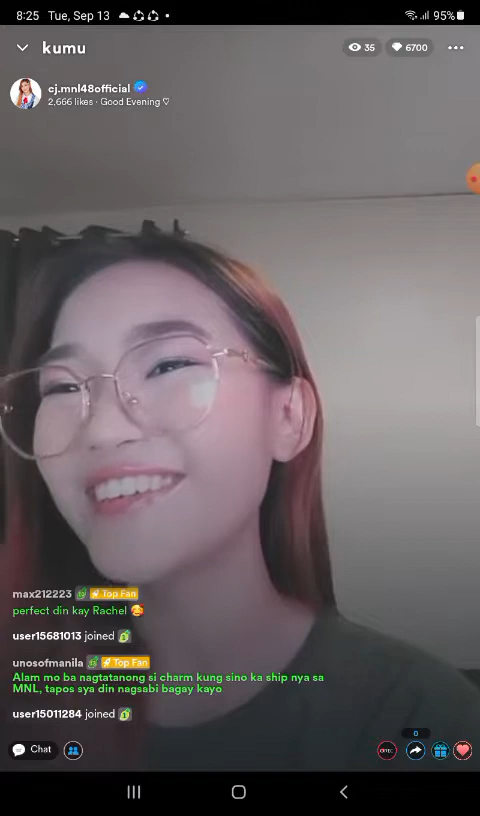 8:25 Tue, Sep 13
95%
kumu
35
6700
cj.mnl48official
2,666 likes · Good Evening ♡
max212223 Top Fan
perfect din kay Rachel 🥰
user15681013 joined
unosofmanila Top Fan
Alam mo ba nagtatanong si charm kung sino ka ship nya sa
MNL, tapos sya din nagsabi bagay kayo
user15011284 joined
0
Chat